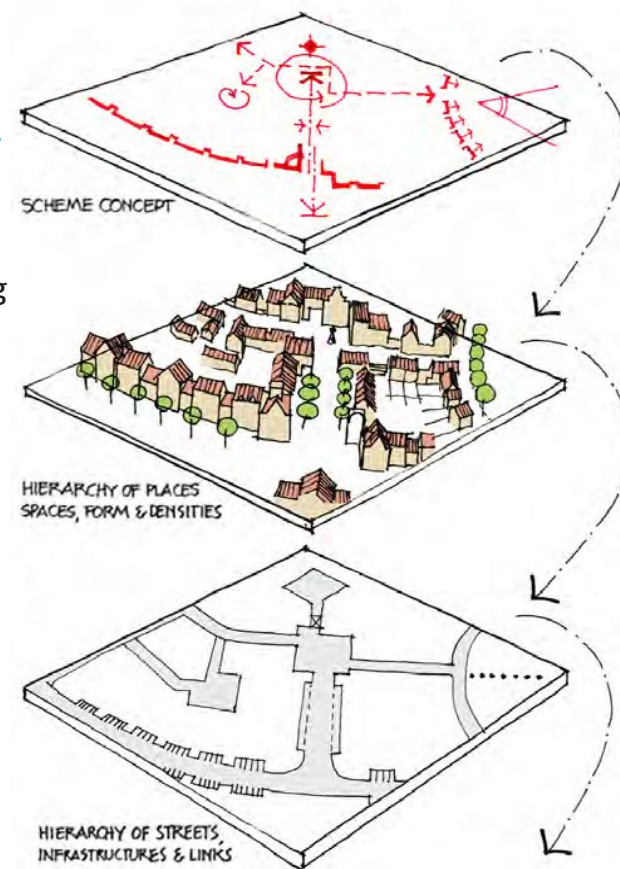 SCHEME CONCEPT
g
HIERARCHY OF PLACES
SPACES, FORM & DENSITIES
HIERARCHY OF STREETS,
INFRASTRUCTURES & LINKS